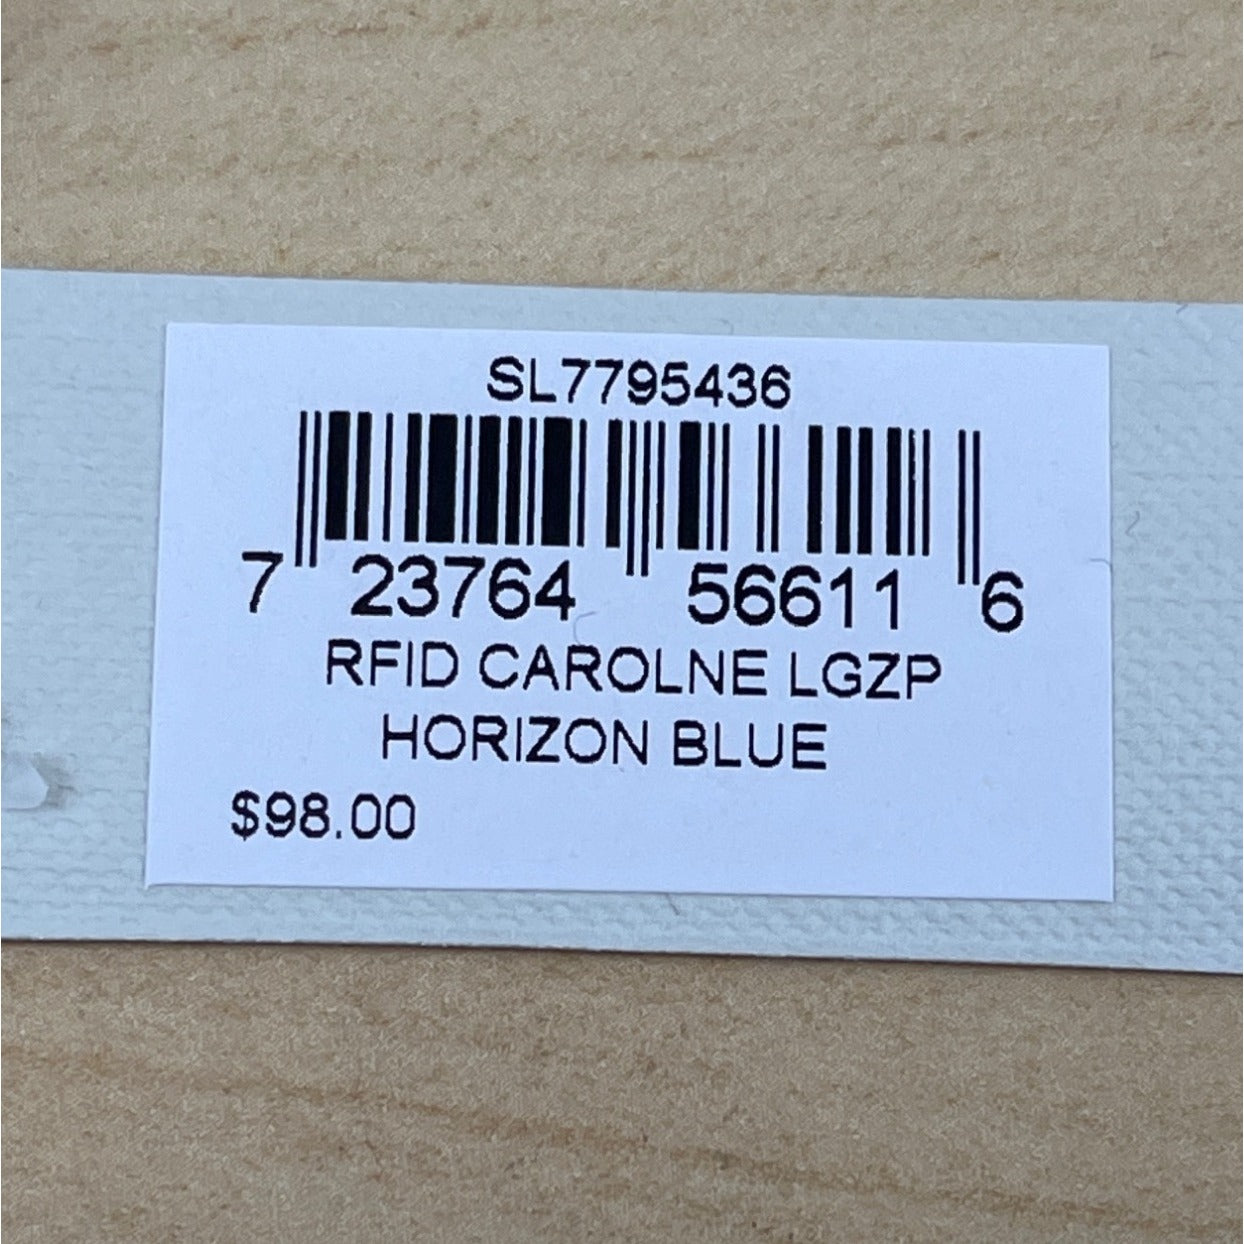 SL7795436
7 23764 56611 6
RFID CAROLNE LGZP
HORIZON BLUE
$98.00